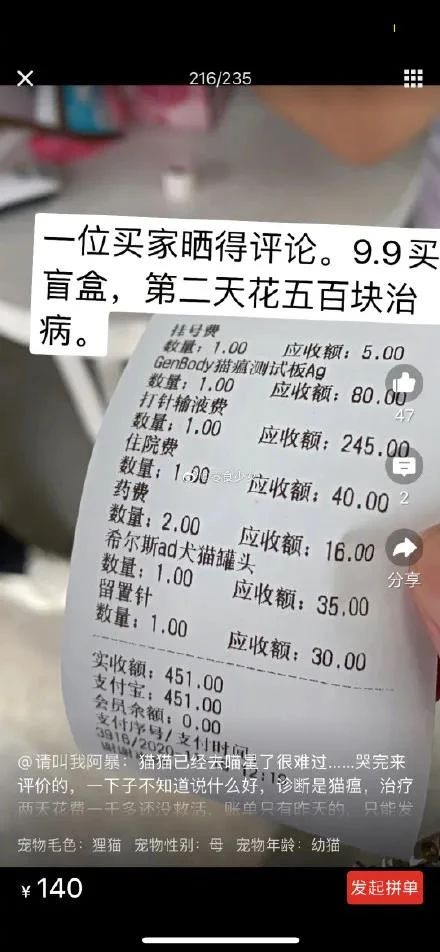 216/235
一位买家晒得评论。9.9买
盲盒，第二天花五百块治
病。
挂号费
数量：1.00 应收额：5.00
GenBody猫瘟测试板Ag
数量：1.00 应收额：80.00
打针输液费
数量：1.00 应收额：245.00
住院费
数量：1.00 应收额：40.00
药费
数量：2.00 应收额：16.00
希尔斯ad犬猫罐头
数量：1.00 应收额：35.00
留置针
数量：1.00 应收额：30.00
47
2
分享
实收额：451.00
支付宝：451.00
会员余额：0.00
支付序号/支付时间
3916/2020
12:19
@请叫我阿暴：猫猫已经去喵星了很难过……哭完来
评价的，一下子不知道说什么好，诊断是猫瘟，治疗
两天花费一千多还没救活，账单只有昨天的，只能发
宠物毛色：狸猫 宠物性别：母 宠物年龄：幼猫
¥140
发起拼单